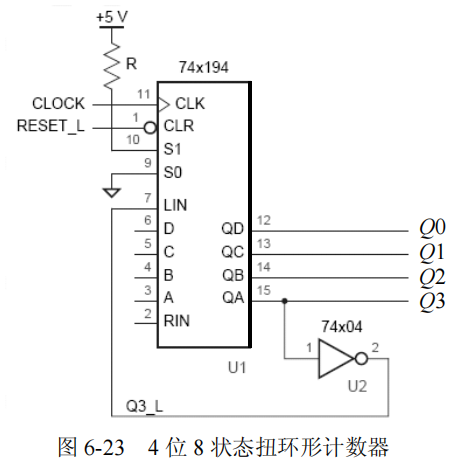 +5 V
R
74x194
CLOCK 11 CLK
RESET_L 1 CLR
10 S1
9 S0
7 LIN
6 D QD 12 Q0
5 C QC 13 Q1
4 B QB 14 Q2
3 A QA 15 Q3
2 RIN
74x04
1 2
U1
U2
Q3_L
图 6-23 4 位 8 状态扭环形计数器